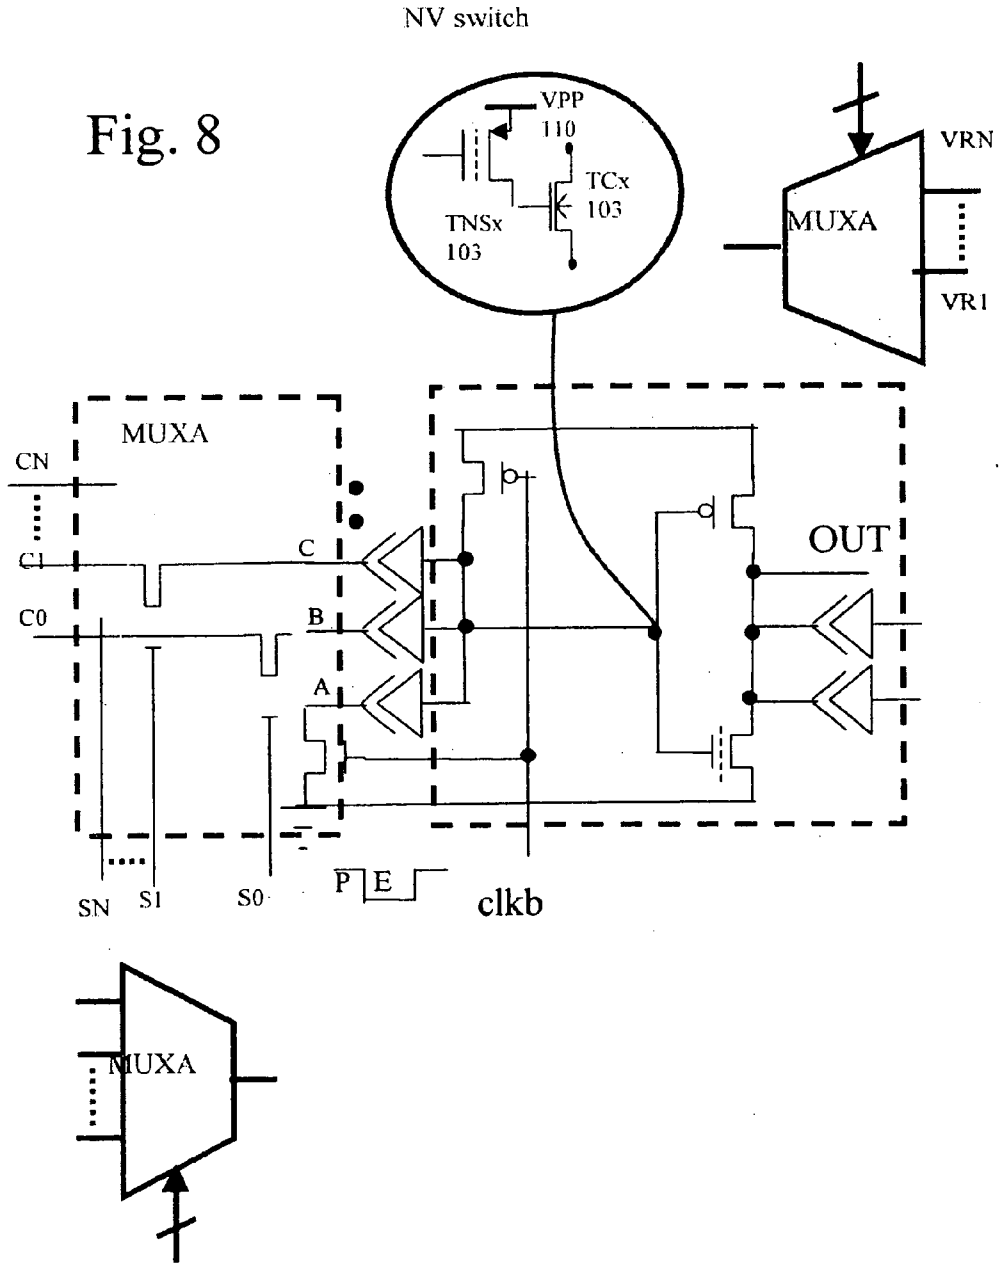 NV switch
Fig. 8
VPP
110
TCx
103
TNSx
103
VRN
MUXA
VR1
MUXA
CN
C1
C
OUT
C0
B
A
SN
S1
S0
P E
clkb
MUXA